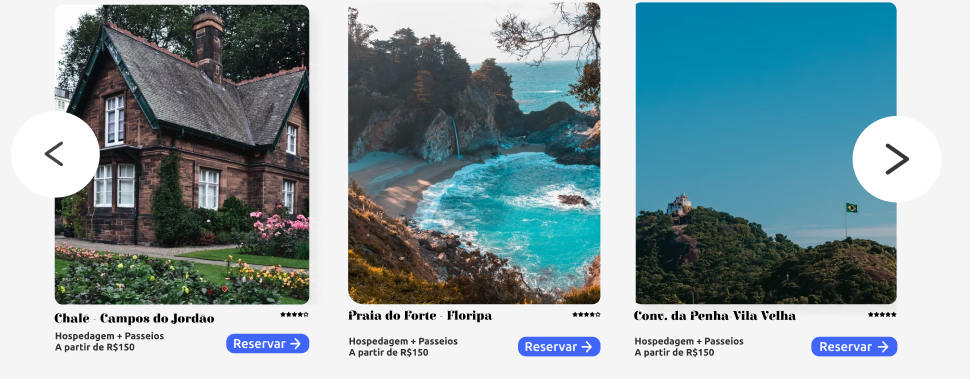 Chalé - Campos do Jordão
Hospedagem + Passeios
A partir de R$150
Reservar
Praia do Forte - Floripa
Hospedagem + Passeios
A partir de R$150
Reservar
Conv. da Penha-Vila Velha
Hospedagem + Passeios
A partir de R$150
Reservar